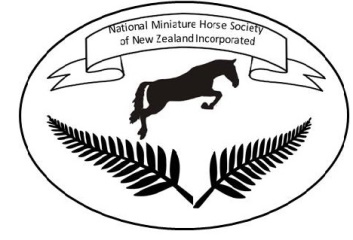 National Miniature Horse Society
of New Zealand Incorporated